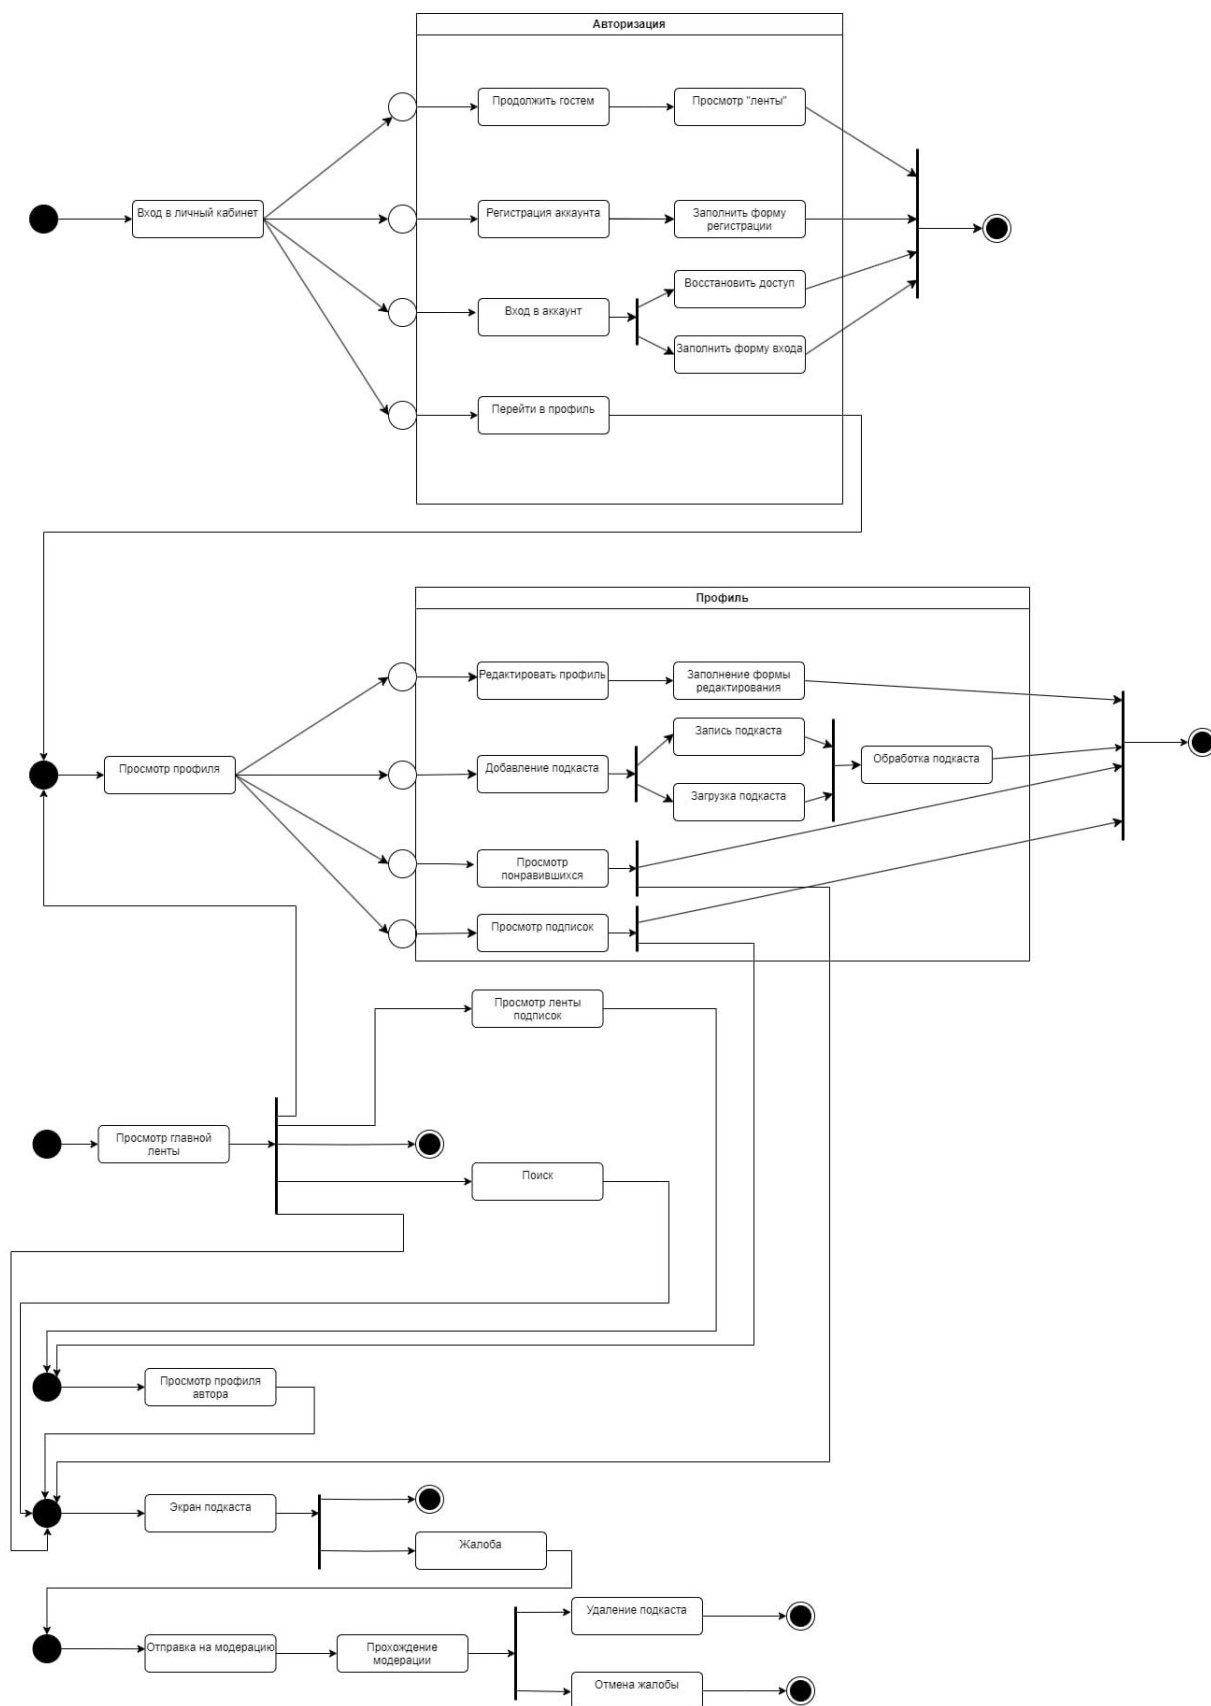 Авторизация
Продолжить гостем
Просмотр "ленты"
Вход в личный кабинет
Регистрация аккаунта
Заполнить форму
регистрации
Восстановить доступ
Вход в аккаунт
Заполнить форму входа
Перейти в профиль
Профиль
Редактировать профиль
Заполнение формы
редактирования
Запись подкаста
Просмотр профиля
Добавление подкаста
Обработка подкаста
Загрузка подкаста
Просмотр
понравившихся
Просмотр подписок
Просмотр ленты
подписок
Просмотр главной
ленты
Поиск
Просмотр профиля
автора
Экран подкаста
Жалоба
Удаление подкаста
Отправка на модерацию
Прохождение
модерации
Отмена жалобы